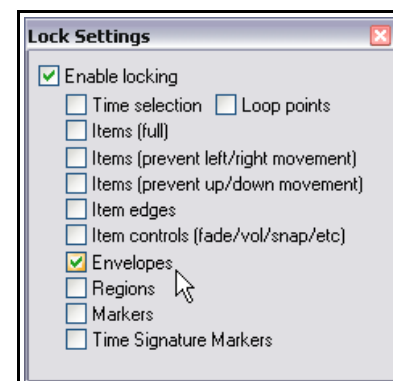 Lock Settings
Enable locking
Time selection Loop points
Items (full)
Items (prevent left/right movement)
Items (prevent up/down movement)
Item edges
Item controls (fade/vol/snap/etc)
Envelopes
Regions
Markers
Time Signature Markers